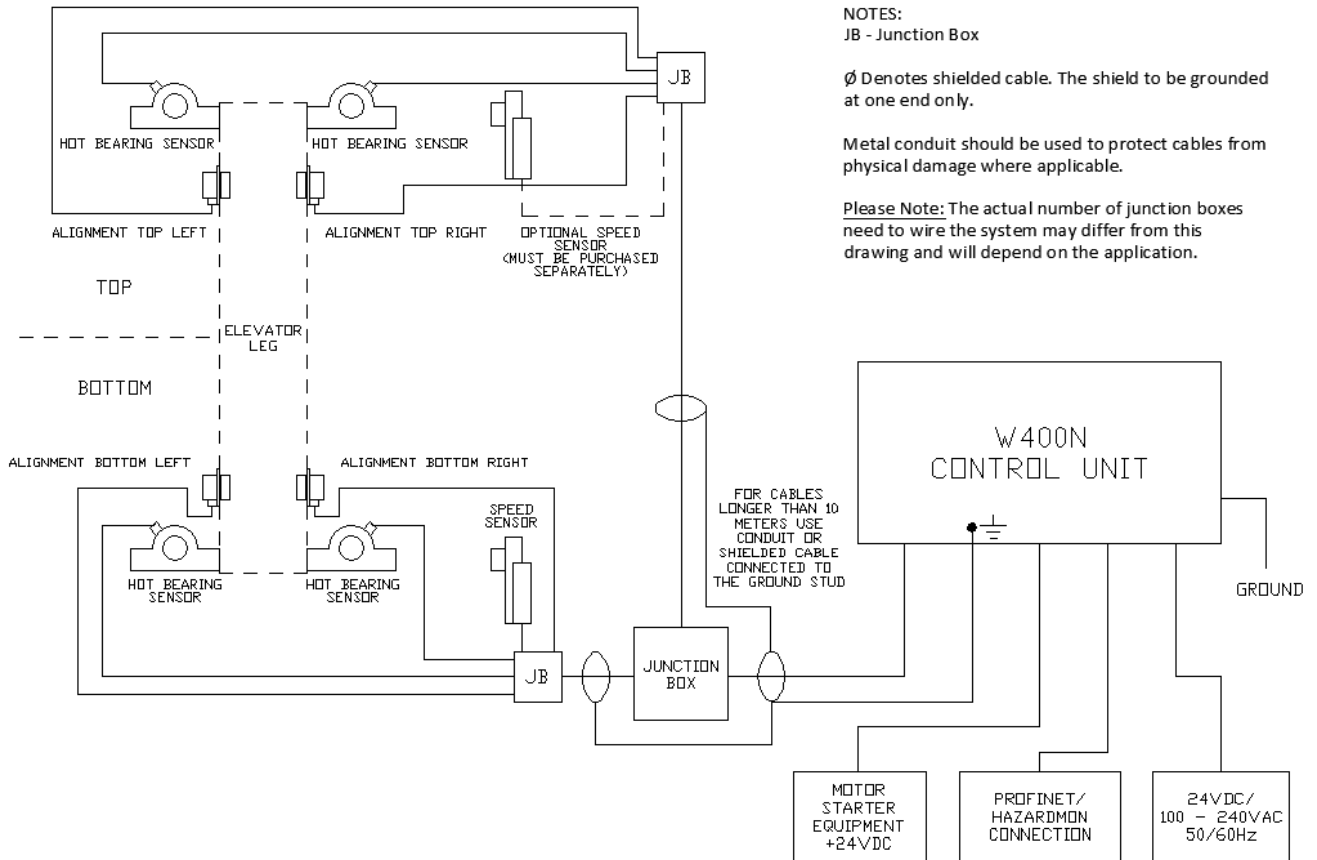 NOTES:
JB - Junction Box
Ø Denotes shielded cable. The shield to be grounded
at one end only.
Metal conduit should be used to protect cables from
physical damage where applicable.
Please Note: The actual number of junction boxes
need to wire the system may differ from this
drawing and will depend on the application.
JB
HOT BEARING SENSOR
HOT BEARING SENSOR
ALIGNMENT TOP LEFT
ALIGNMENT TOP RIGHT
OPTIONAL SPEED
SENSOR
(MUST BE PURCHASED
SEPARATELY)
TOP
ELEVATOR
LEG
BOTTOM
ALIGNMENT BOTTOM LEFT
ALIGNMENT BOTTOM RIGHT
SPEED
SENSOR
HOT BEARING
SENSOR
HOT BEARING
SENSOR
FOR CABLES
LONGER THAN 10
METERS USE
CONDUIT OR
SHIELDED CABLE
CONNECTED TO
THE GROUND STUD
W400N
CONTROL UNIT
GROUND
JB
JUNCTION
BOX
MOTOR
STARTER
EQUIPMENT
+24VDC
PROFINET/
HAZARDMON
CONNECTION
24VDC/
100 - 240VAC
50/60Hz